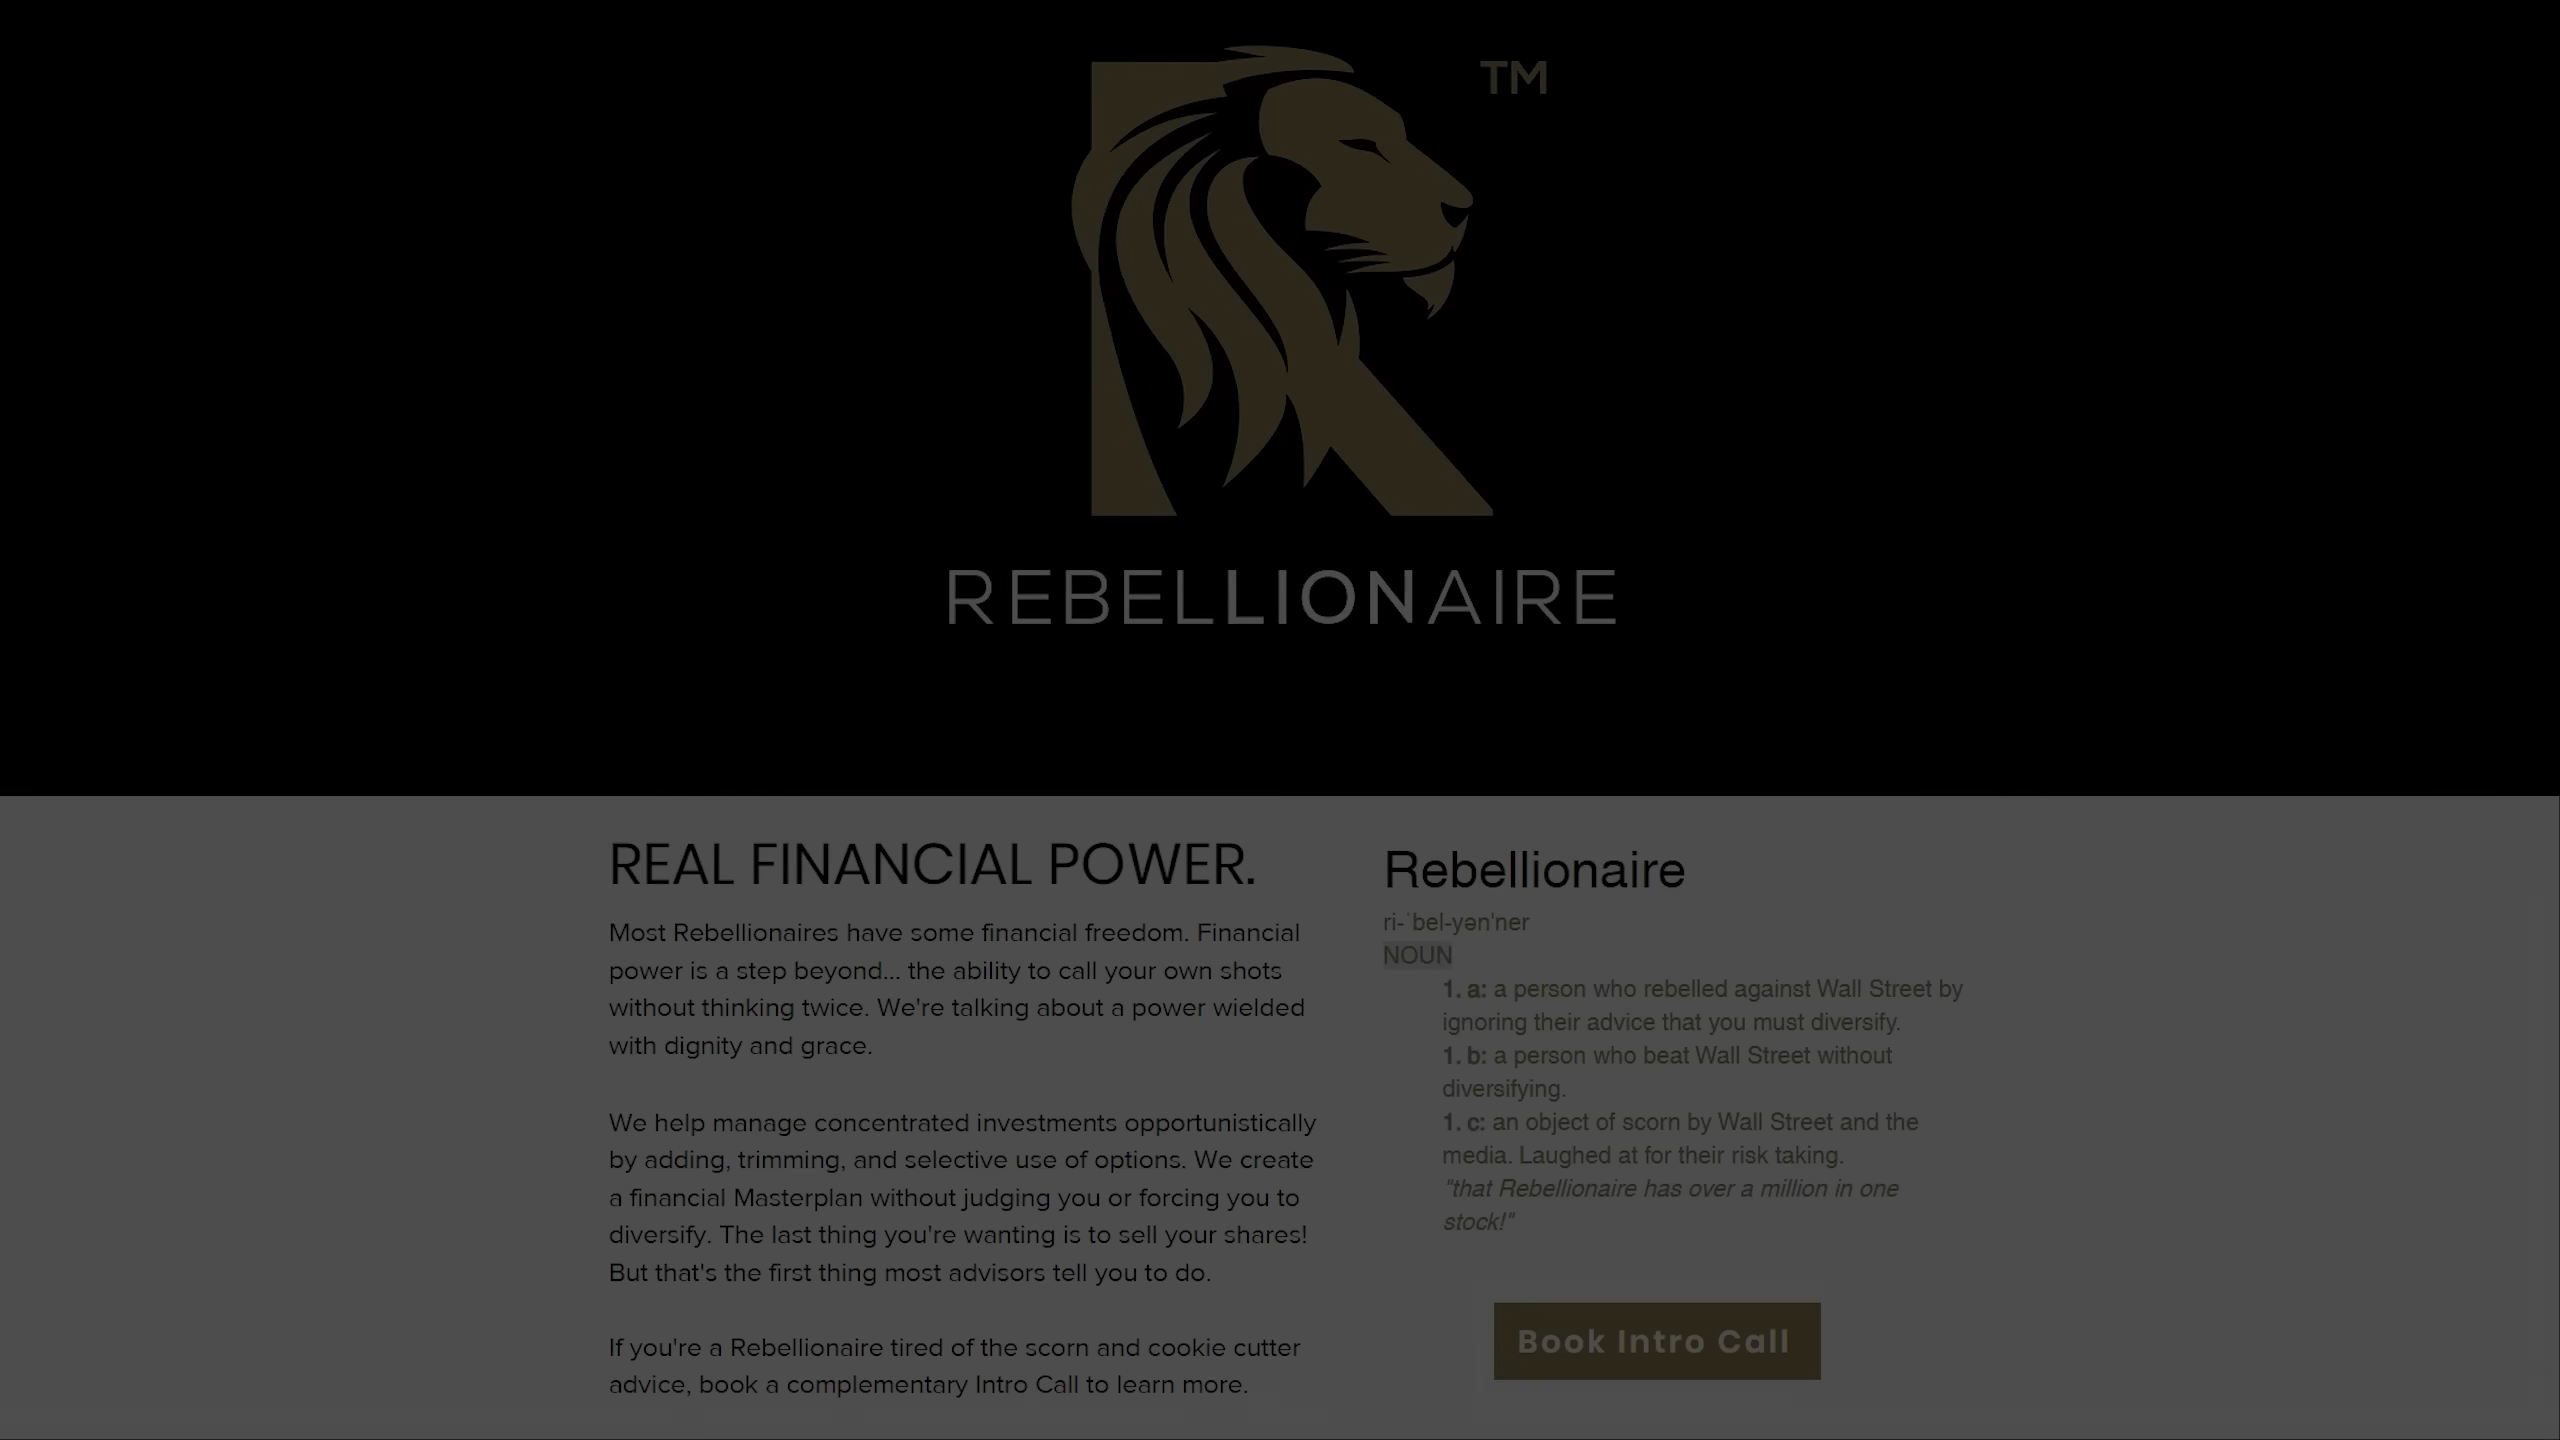 TM
REBELLIONAIRE
REAL FINANCIAL POWER.
Most Rebellionaires have some financial freedom. Financial
power is a step beyond... the ability to call your own shots
without thinking twice. We're talking about a power wielded
with dignity and grace.
We help manage concentrated investments opportunistically
by adding, trimming, and selective use of options. We create
a financial Masterplan without judging you or forcing you to
diversify. The last thing you're wanting is to sell your shares!
But that's the first thing most advisors tell you to do.
If you're a Rebellionaire tired of the scorn and cookie cutter
advice, book a complementary Intro Call to learn more.
Rebellionaire
ri-ˈbel-yən'ner
NOUN
1. a: a person who rebelled against Wall Street by
ignoring their advice that you must diversify.
1. b: a person who beat Wall Street without
diversifying.
1. c: an object of scorn by Wall Street and the
media. Laughed at for their risk taking.
"that Rebellionaire has over a million in one
stock!"
Book Intro Call